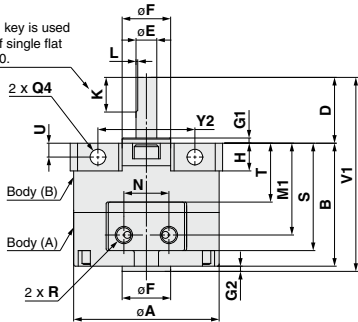 key is used
f single flat
0.
øF
øE
L
K
2 x Q4
U
Y2
G1
H
D
T
M1
S
B
V1
Body (B)
N
Body (A)
2 x R
øF
G2
øA